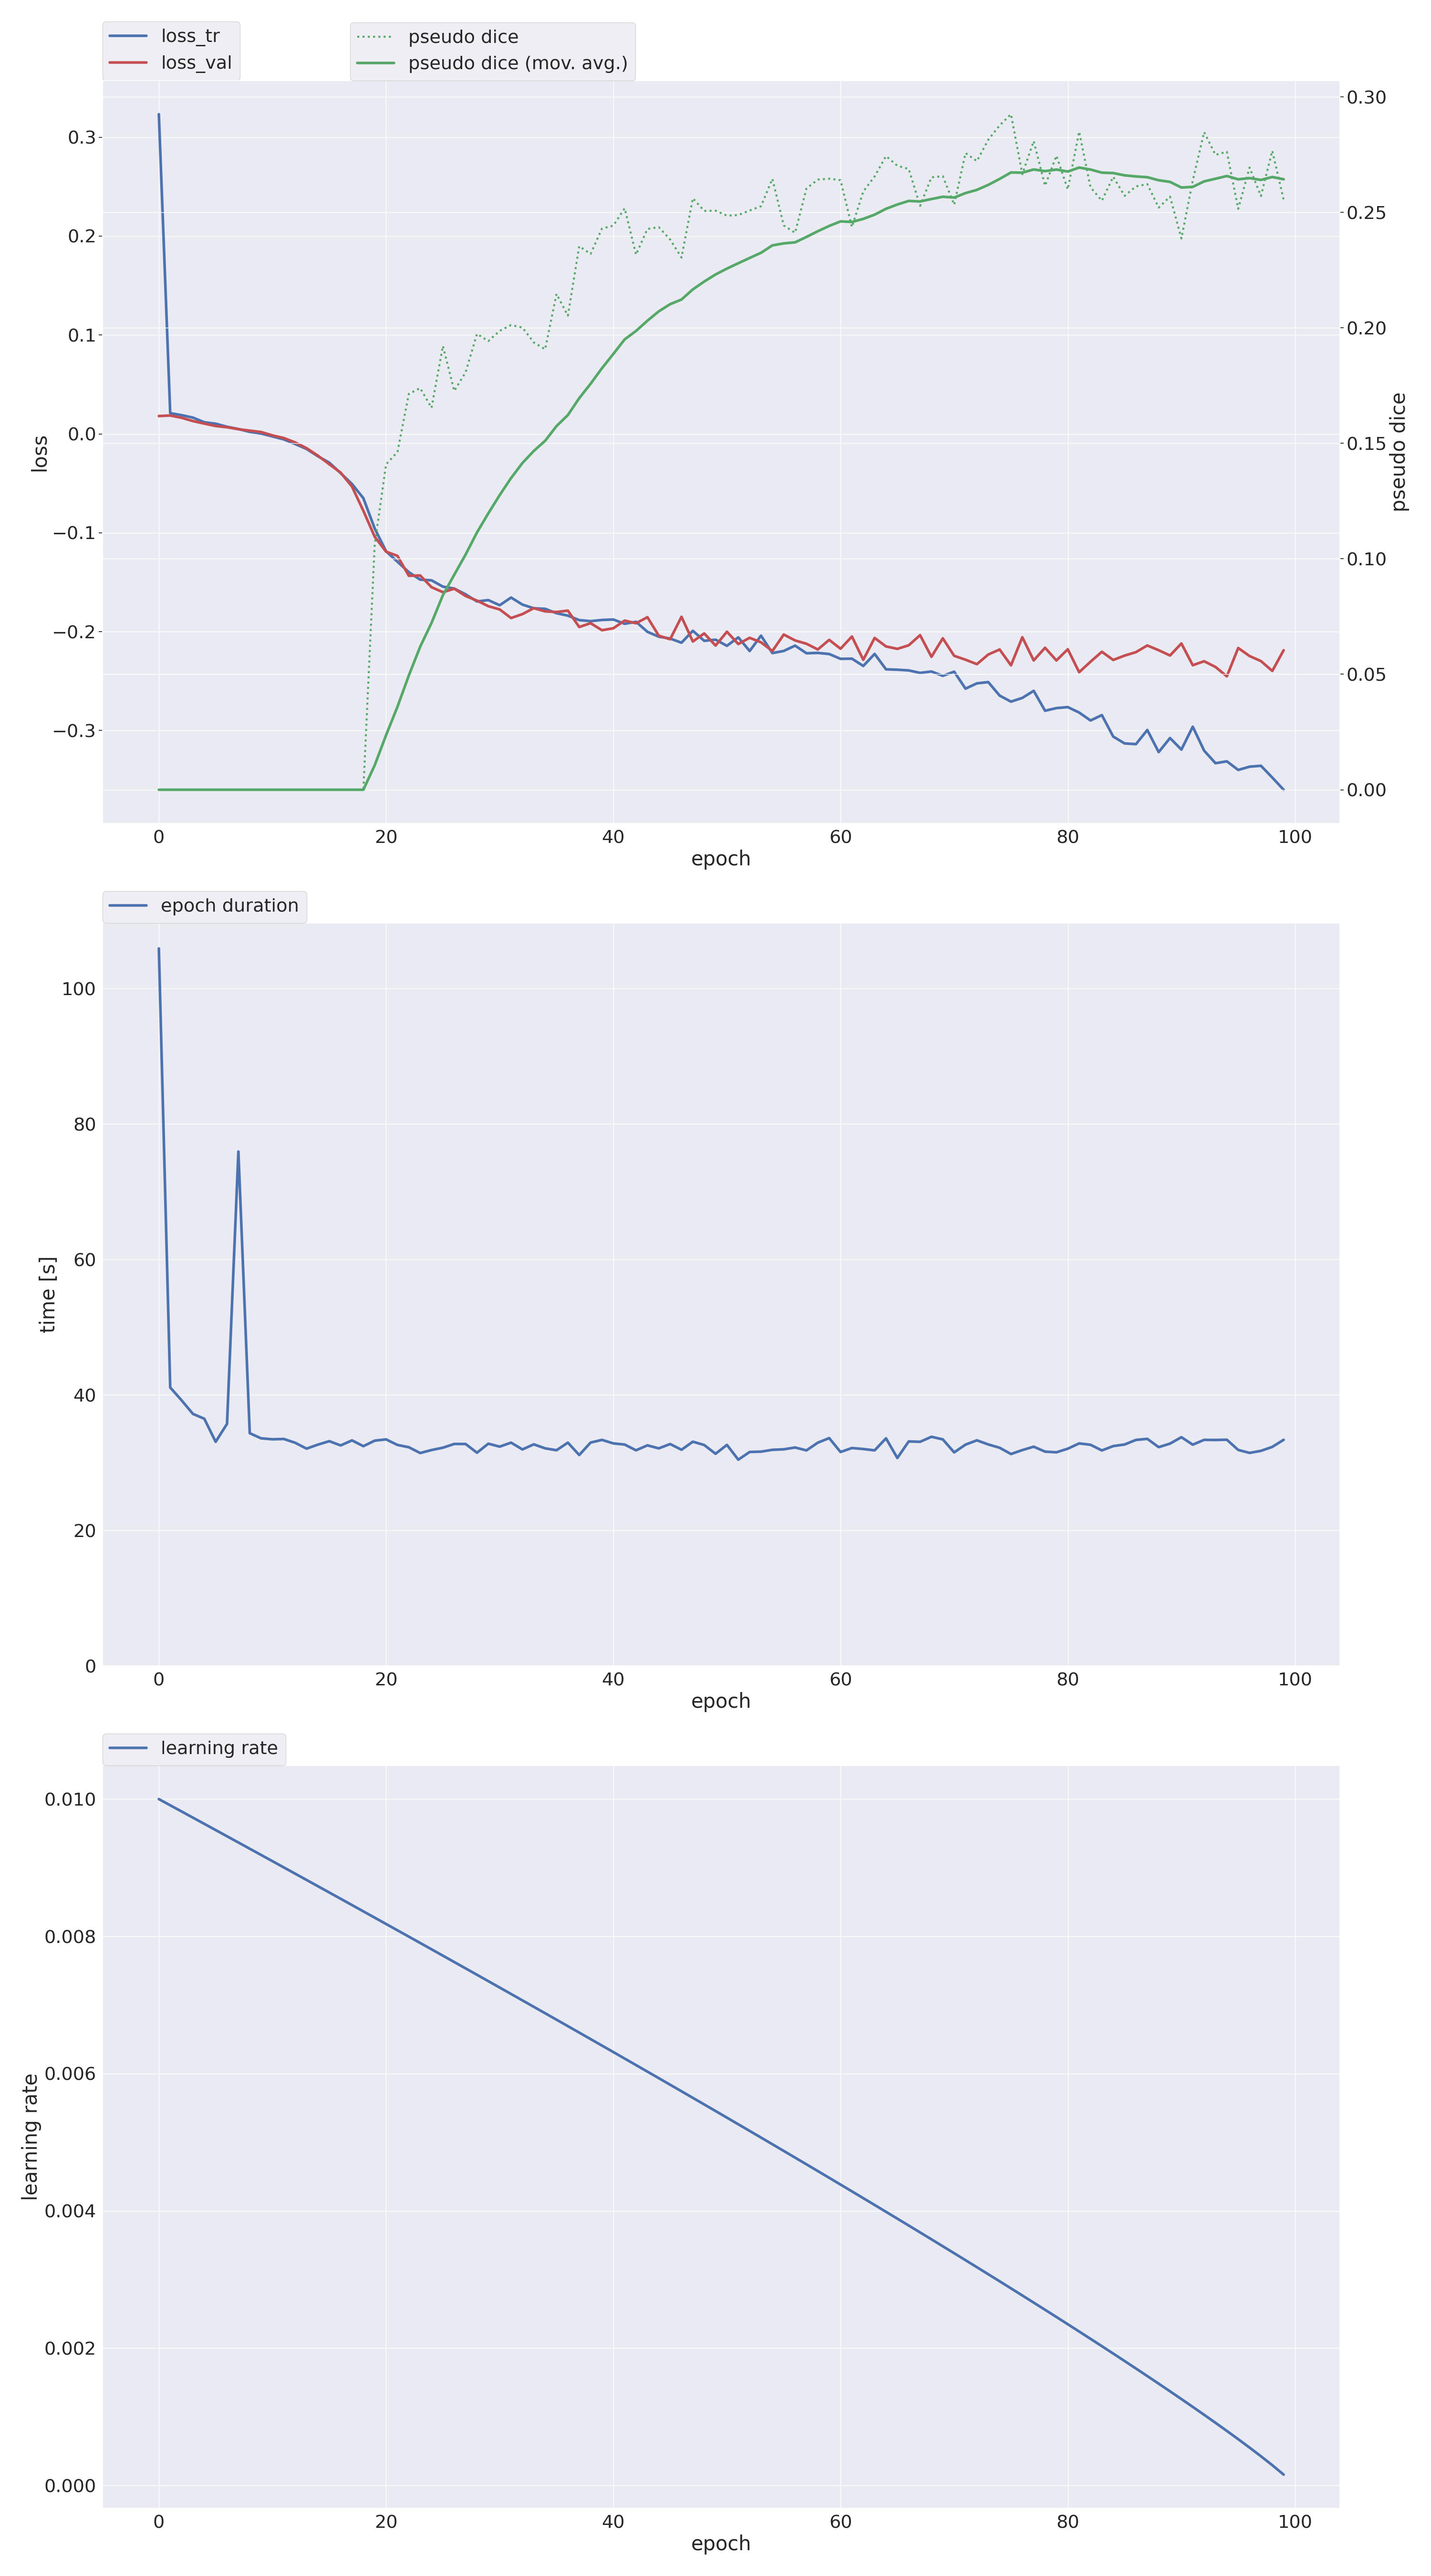 loss_tr
loss_val
pseudo dice
pseudo dice (mov. avg.)
0.3
0.2
0.1
0.0
−0.1
−0.2
−0.3
loss
0.30
0.25
0.20
0.15
0.10
0.05
0.00
pseudo dice
0 20 40 60 80 100
epoch
epoch duration
100
80
60
40
20
0
time [s]
0 20 40 60 80 100
epoch
learning rate
0.010
0.008
0.006
0.004
0.002
0.000
learning rate
0 20 40 60 80 100
epoch